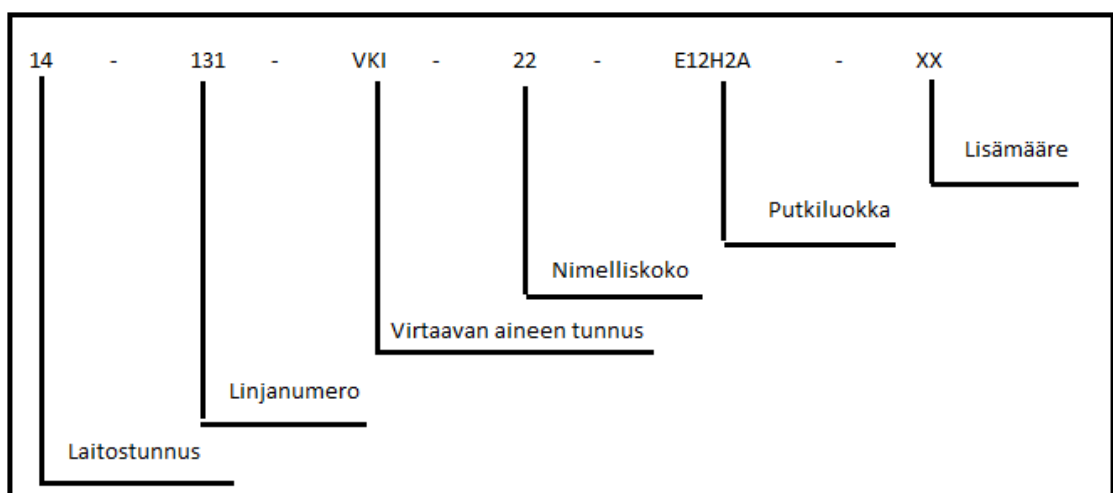 14 - 131 - VKI - 22 - E12H2A - XX
Lisämääre
Putkiluokka
Nimelliskoko
Virtaavan aineen tunnus
Linjanumero
Laitostunnus